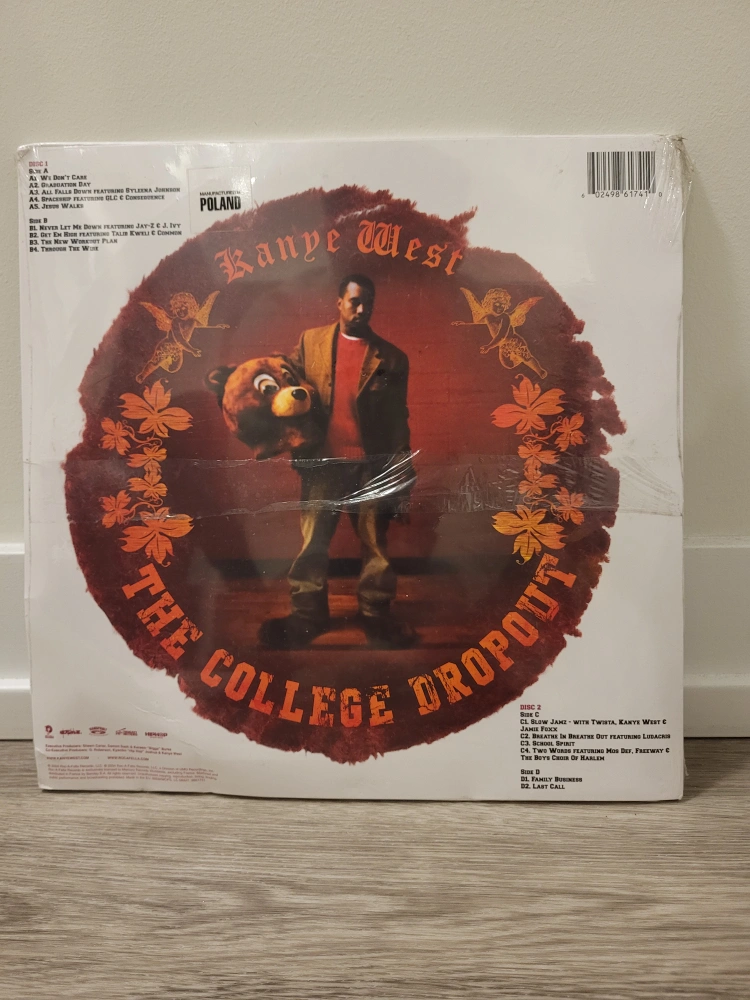 DISC 1
SIDE A
A1. WE DON'T CARE
A2. GRADUATION DAY
A3. ALL FALLS DOWN FEATURING SYLEENA JOHNSON
A4. SPACESHIP FEATURING GLC & CONSEQUENCE
A5. JESUS WALKS
SIDE B
B1. NEVER LET ME DOWN FEATURING JAY-Z & J. IVY
B2. GET EM HIGH FEATURING TALIB KWELI & COMMON
B3. THE NEW WORKOUT PLAN
B4. THROUGH THE WIRE
MANUFACTURED IN
POLAND
6 02498 61741 0
Kanye West
THE COLLEGE DROPOUT
DISC 2
SIDE C
C1. SLOW JAMZ - WITH TWISTA, KANYE WEST &
JAMIE FOXX
C2. BREATHE IN BREATHE OUT FEATURING LUDACRIS
C3. SCHOOL SPIRIT
C4. TWO WORDS FEATURING MOS DEF, FREEWAY &
THE BOYS CHOIR OF HARLEM
SIDE D
D1. FAMILY BUSINESS
D2. LAST CALL